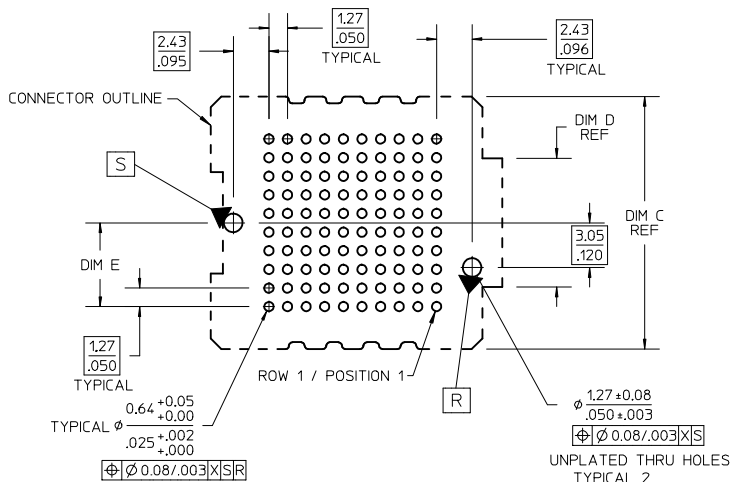 2.43
.095
1.27
.050
TYPICAL
2.43
.096
TYPICAL
CONNECTOR OUTLINE
DIM D
REF
S
DIM C
REF
DIM E
3.05
.120
1.27
.050
TYPICAL
ROW 1 / POSITION 1
R
TYPICAL ⌀ 0.64 +0.05 +0.00
.025 +.002 +.000
⌖ ⌀ 0.08/.003 X S R
⌀ 1.27 ±0.08
.050 ±.003
⌖ ⌀ 0.08/.003 X S
UNPLATED THRU HOLES
TYPICAL 2